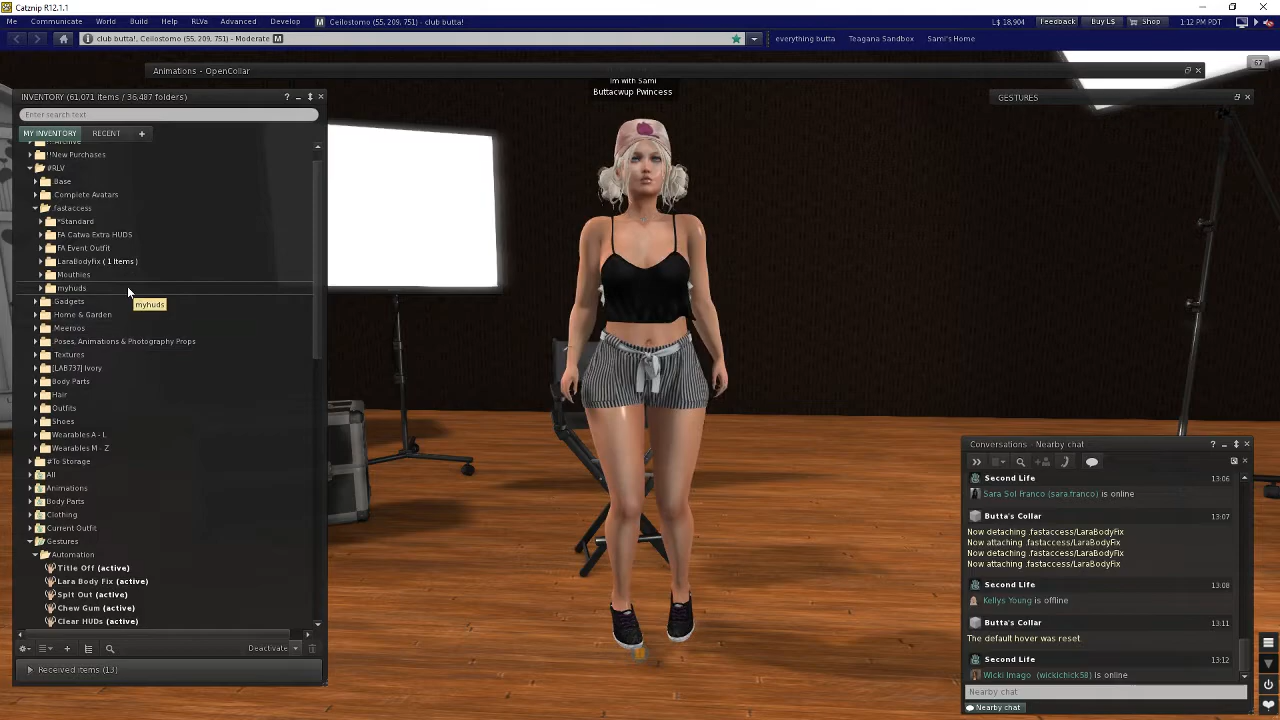 Catznip R12.1.1
Me Communicate World Build Help RLVa Advanced Develop M Ceilostomo (55, 209, 751) - club butta! L$ 18,904 Feedback Buy L$ Shop 1:12 PM PDT
club butta!, Ceilostomo (55, 209, 751) - Moderate M everything butta Teagana Sandbox Sami's Home
67
Animations - OpenCollar
Im with Sami
Buttacwup Pwincess
GESTURES
INVENTORY (61,071 items / 36,487 folders) ?
Enter search text
MY INVENTORY RECENT +
!!Archive
!!New Purchases
#RLV
Base
Complete Avatars
.fastaccess
*Standard
FA Catwa Extra HUDS
FA Event Outfit
LaraBodyFix ( 1 Items )
Mouthies
myhuds
myhuds
Gadgets
Home & Garden
Meeroos
Poses, Animations & Photography Props
Textures
[LAB737] Ivory
Body Parts
Hair
Outfits
Shoes
Wearables A - L
Wearables M - Z
#To Storage
All
Animations
Body Parts
Clothing
Current Outfit
Gestures
Automation
Title Off (active)
Lara Body Fix (active)
Spit Out (active)
Chew Gum (active)
Clear HUDs (active)
Deactivate
Received items (13)
Conversations - Nearby chat ?
Second Life 13:06
Sara Sol Franco (sara.franco) is online
Butta's Collar 13:07
Now detaching .fastaccess/LaraBodyFix
Now attaching .fastaccess/LaraBodyFix
Now detaching .fastaccess/LaraBodyFix
Now attaching .fastaccess/LaraBodyFix
Second Life 13:08
Kellys Young is offline
Butta's Collar 13:11
The default hover was reset.
Second Life 13:12
Wicki Imago (wickichick58) is online
Nearby chat
Nearby chat